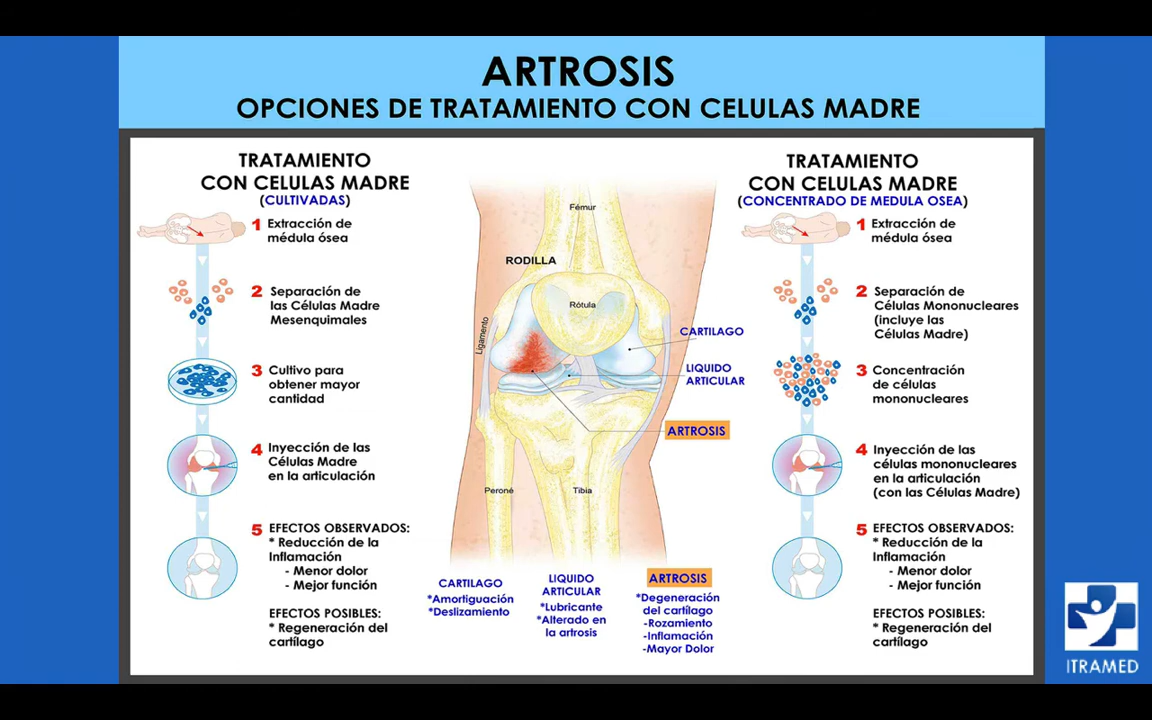 ARTROSIS
OPCIONES DE TRATAMIENTO CON CELULAS MADRE
TRATAMIENTO
CON CELULAS MADRE
(CULTIVADAS)
1 Extracción de
médula ósea
2 Separación de
las Células Madre
Mesenquimales
3 Cultivo para
obtener mayor
cantidad
4 Inyección de las
Células Madre
en la articulación
5 EFECTOS OBSERVADOS:
* Reducción de la
Inflamación
- Menor dolor
- Mejor función
EFECTOS POSIBLES:
* Regeneración del
cartílago
Fémur
RODILLA
Rótula
Ligamento
CARTILAGO
LIQUIDO
ARTICULAR
ARTROSIS
Peroné
Tibia
CARTILAGO
*Amortiguación
*Deslizamiento
LIQUIDO
ARTICULAR
*Lubricante
*Alterado en
la artrosis
ARTROSIS
*Degeneración
del cartílago
-Rozamiento
-Inflamación
-Mayor Dolor
TRATAMIENTO
CON CELULAS MADRE
(CONCENTRADO DE MEDULA OSEA)
1 Extracción de
médula ósea
2 Separación de
Células Mononucleares
(incluye las
Células Madre)
3 Concentración
de células
mononucleares
4 Inyección de las
células mononucleares
en la articulación
(con las Células Madre)
5 EFECTOS OBSERVADOS:
* Reducción de la
Inflamación
- Menor dolor
- Mejor función
EFECTOS POSIBLES:
* Regeneración del
cartílago
ITRAMED